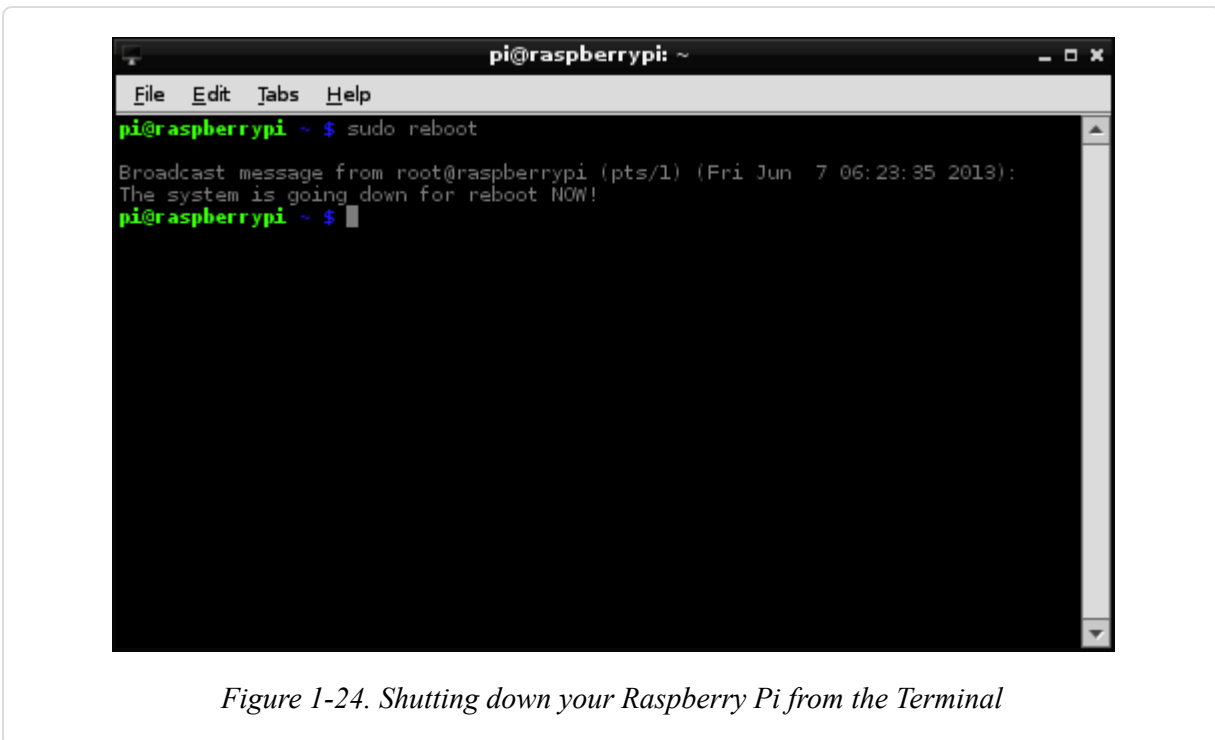 pi@raspberrypi: ~
File Edit Tabs Help
pi@raspberrypi ~ $ sudo reboot
Broadcast message from root@raspberrypi (pts/1) (Fri Jun  7 06:23:35 2013):
The system is going down for reboot NOW!
pi@raspberrypi ~ $
Figure 1-24. Shutting down your Raspberry Pi from the Terminal